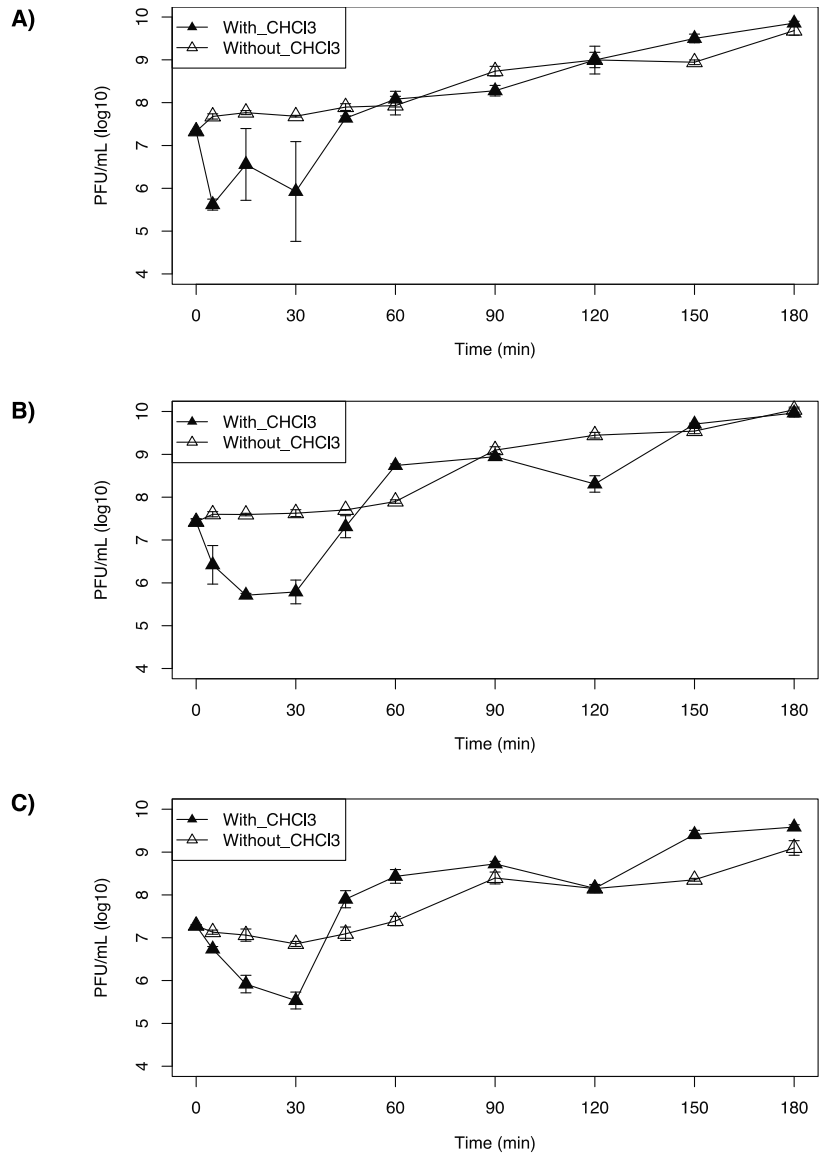 A)
With_CHCl3
Without_CHCl3
PFU/mL (log10)
10
9
8
7
6
5
4
0 30 60 90 120 150 180
Time (min)
B)
With_CHCl3
Without_CHCl3
PFU/mL (log10)
10
9
8
7
6
5
4
0 30 60 90 120 150 180
Time (min)
C)
With_CHCl3
Without_CHCl3
PFU/mL (log10)
10
9
8
7
6
5
4
0 30 60 90 120 150 180
Time (min)